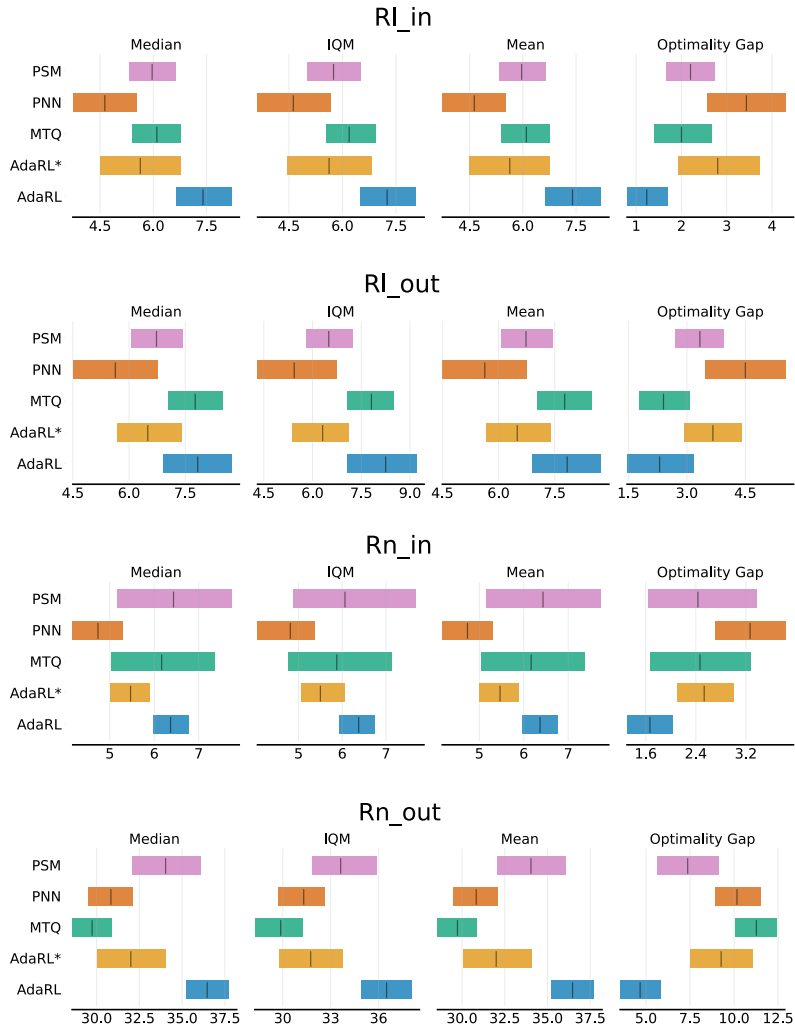 Rl_in
Median IQM Mean Optimality Gap
PSM
PNN
MTQ
AdaRL*
AdaRL
4.5 6.0 7.5 4.5 6.0 7.5 4.5 6.0 7.5 1 2 3 4
Rl_out
Median IQM Mean Optimality Gap
PSM
PNN
MTQ
AdaRL*
AdaRL
4.5 6.0 7.5 4.5 6.0 7.5 9.0 4.5 6.0 7.5 1.5 3.0 4.5
Rn_in
Median IQM Mean Optimality Gap
PSM
PNN
MTQ
AdaRL*
AdaRL
5 6 7 5 6 7 5 6 7 1.6 2.4 3.2
Rn_out
Median IQM Mean Optimality Gap
PSM
PNN
MTQ
AdaRL*
AdaRL
30.0 32.5 35.0 37.5 30 33 36 30.0 32.5 35.0 37.5 5.0 7.5 10.0 12.5